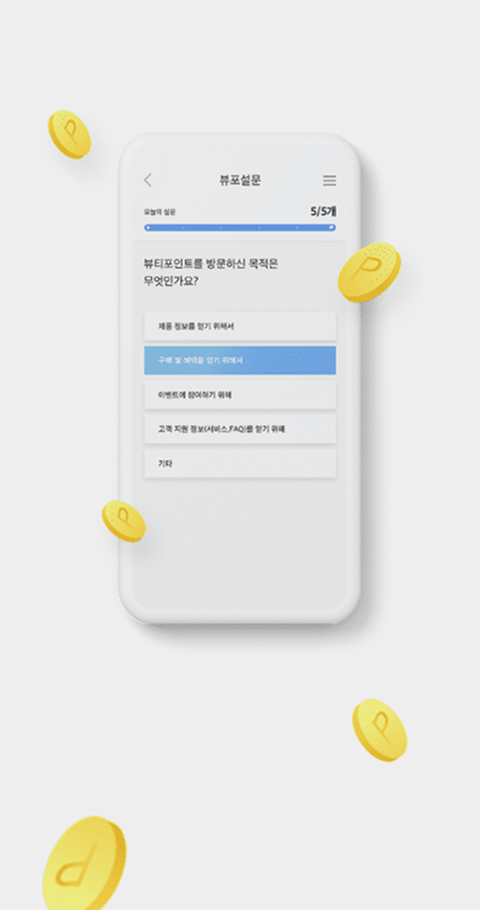 P
뷰포설문
오늘의 설문
5/5개
P
뷰티포인트를 방문하신 목적은
무엇인가요?
제품 정보를 얻기 위해서
구매 및 혜택을 얻기 위해서
이벤트에 참여하기 위해
고객 지원 정보(서비스,FAQ)를 얻기 위해
기타
P
P
P